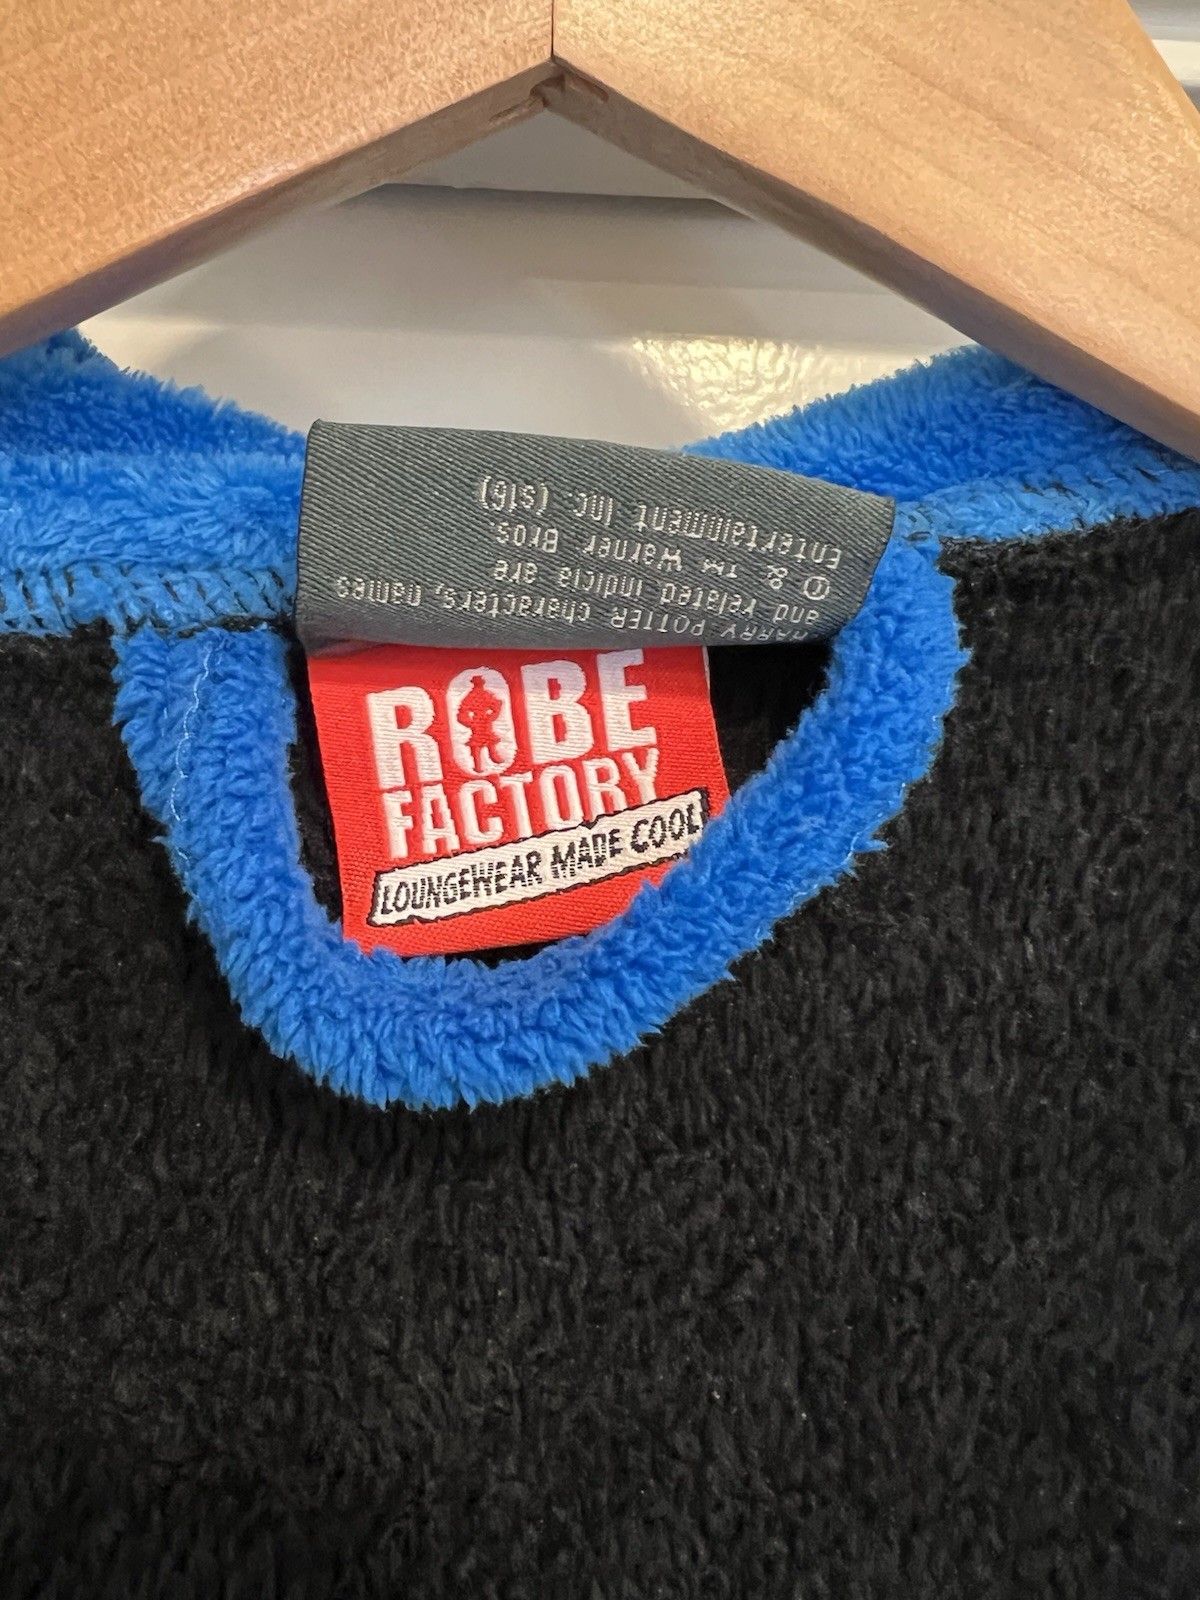 HARRY POTTER characters, names
and related indicia are
© & ™ Warner Bros.
Entertainment Inc. (s16)
ROBE
FACTORY
LOUNGEWEAR MADE COOL